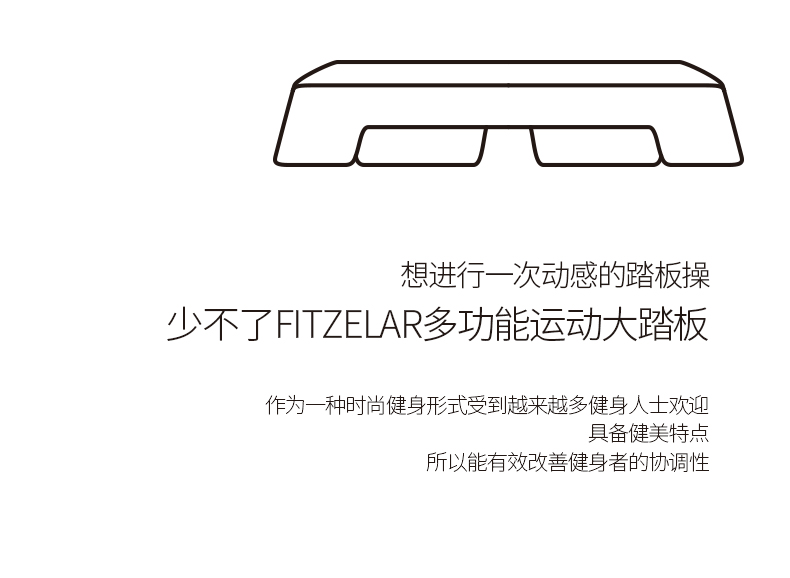 想进行一次动感的踏板操
少不了FITZELAR多功能运动大踏板
作为一种时尚健身形式受到越来越多健身人士欢迎
具备健美特点
所以能有效改善健身者的协调性